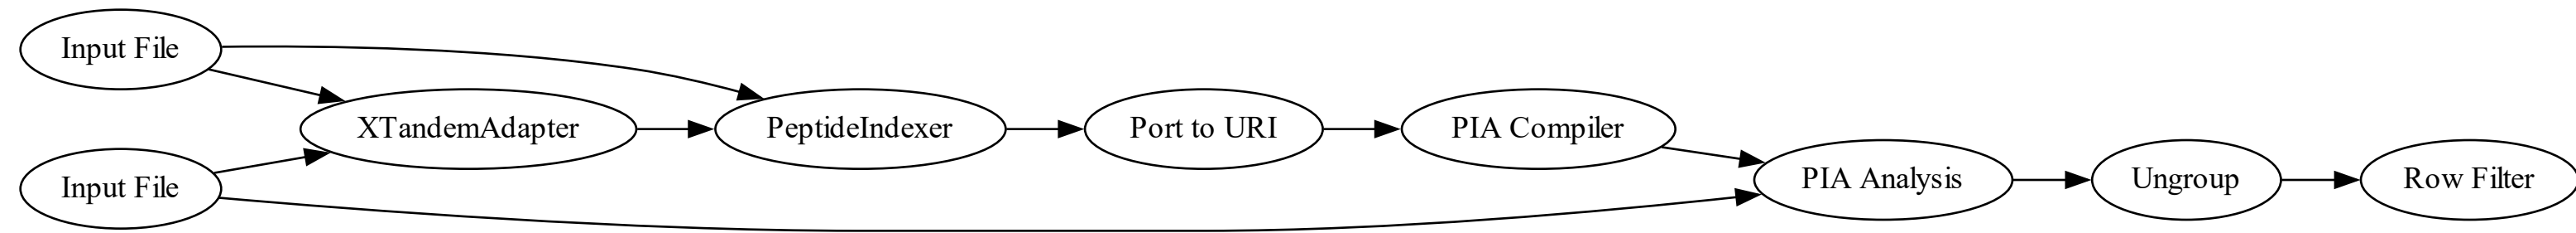 Input File
Input File
XTandemAdapter
PeptideIndexer
Port to URI
PIA Compiler
PIA Analysis
Ungroup
Row Filter